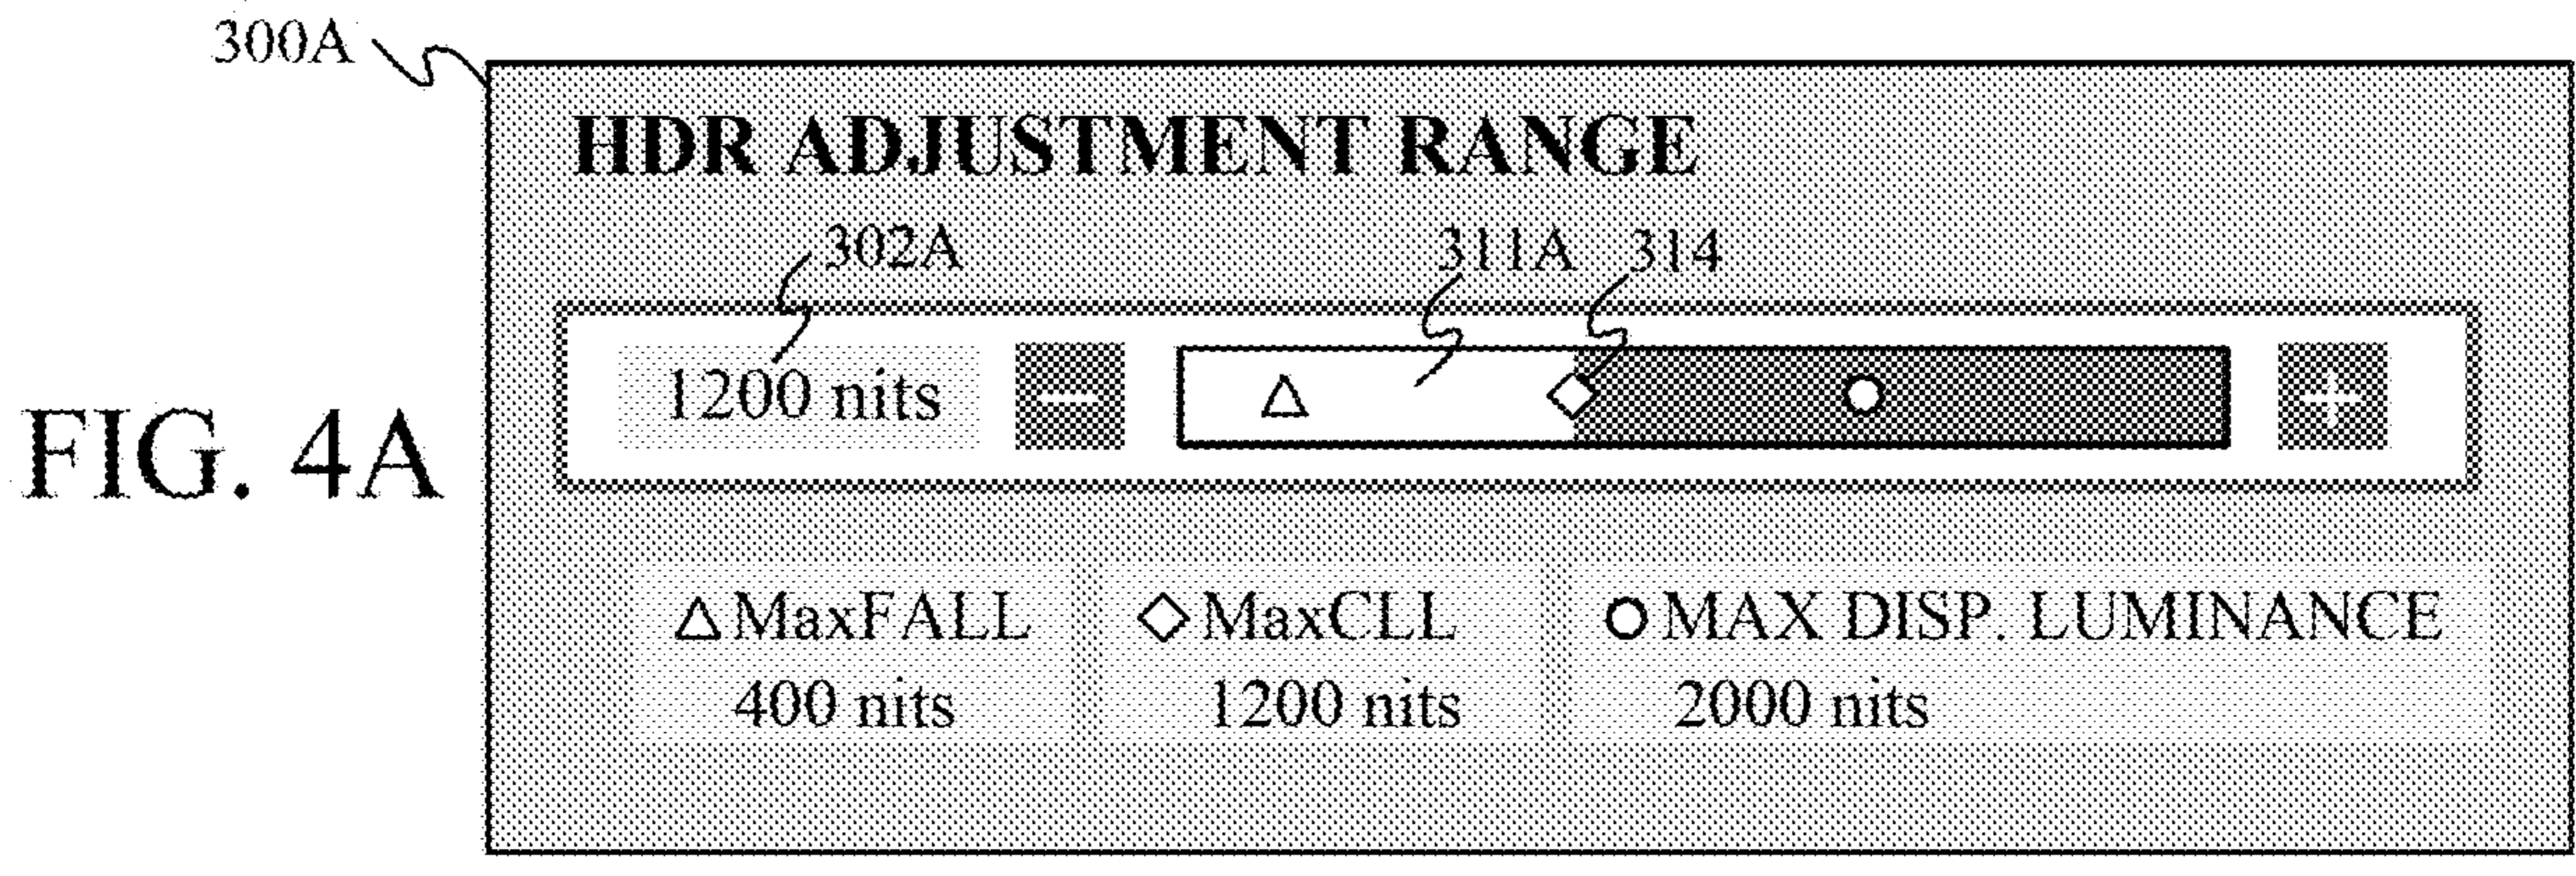 300A
HDR ADJUSTMENT RANGE
302A 311A 314
1200 nits − +
FIG. 4A
△MaxFALL ◇MaxCLL ○MAX DISP. LUMINANCE
400 nits 1200 nits 2000 nits